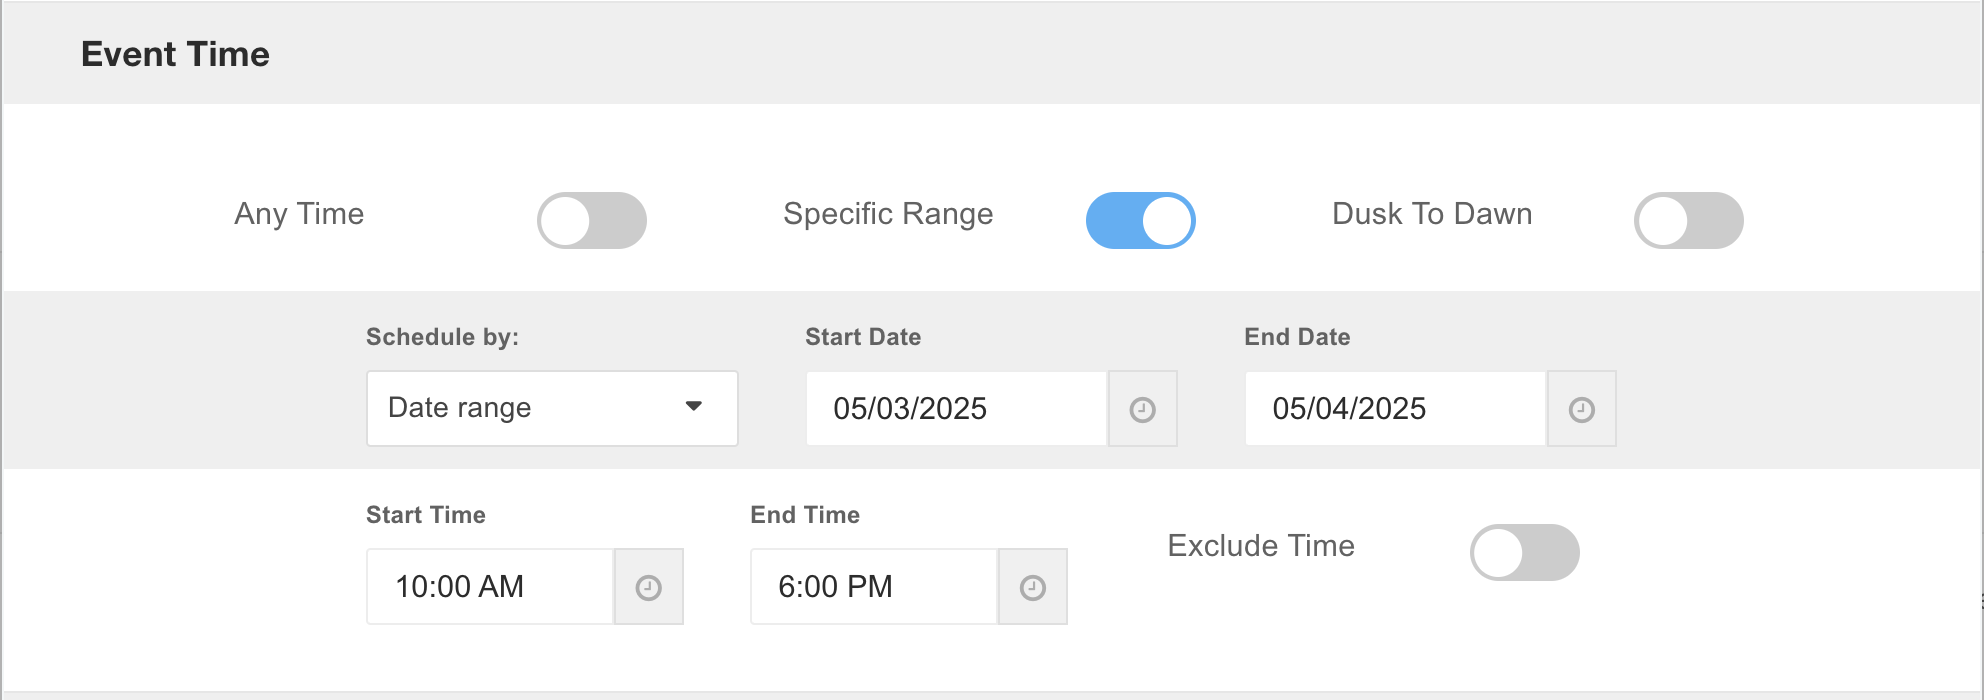 Event Time
Any Time Specific Range Dusk To Dawn
Schedule by: Start Date End Date
Date range 05/03/2025 05/04/2025
Start Time End Time
Exclude Time
10:00 AM 6:00 PM